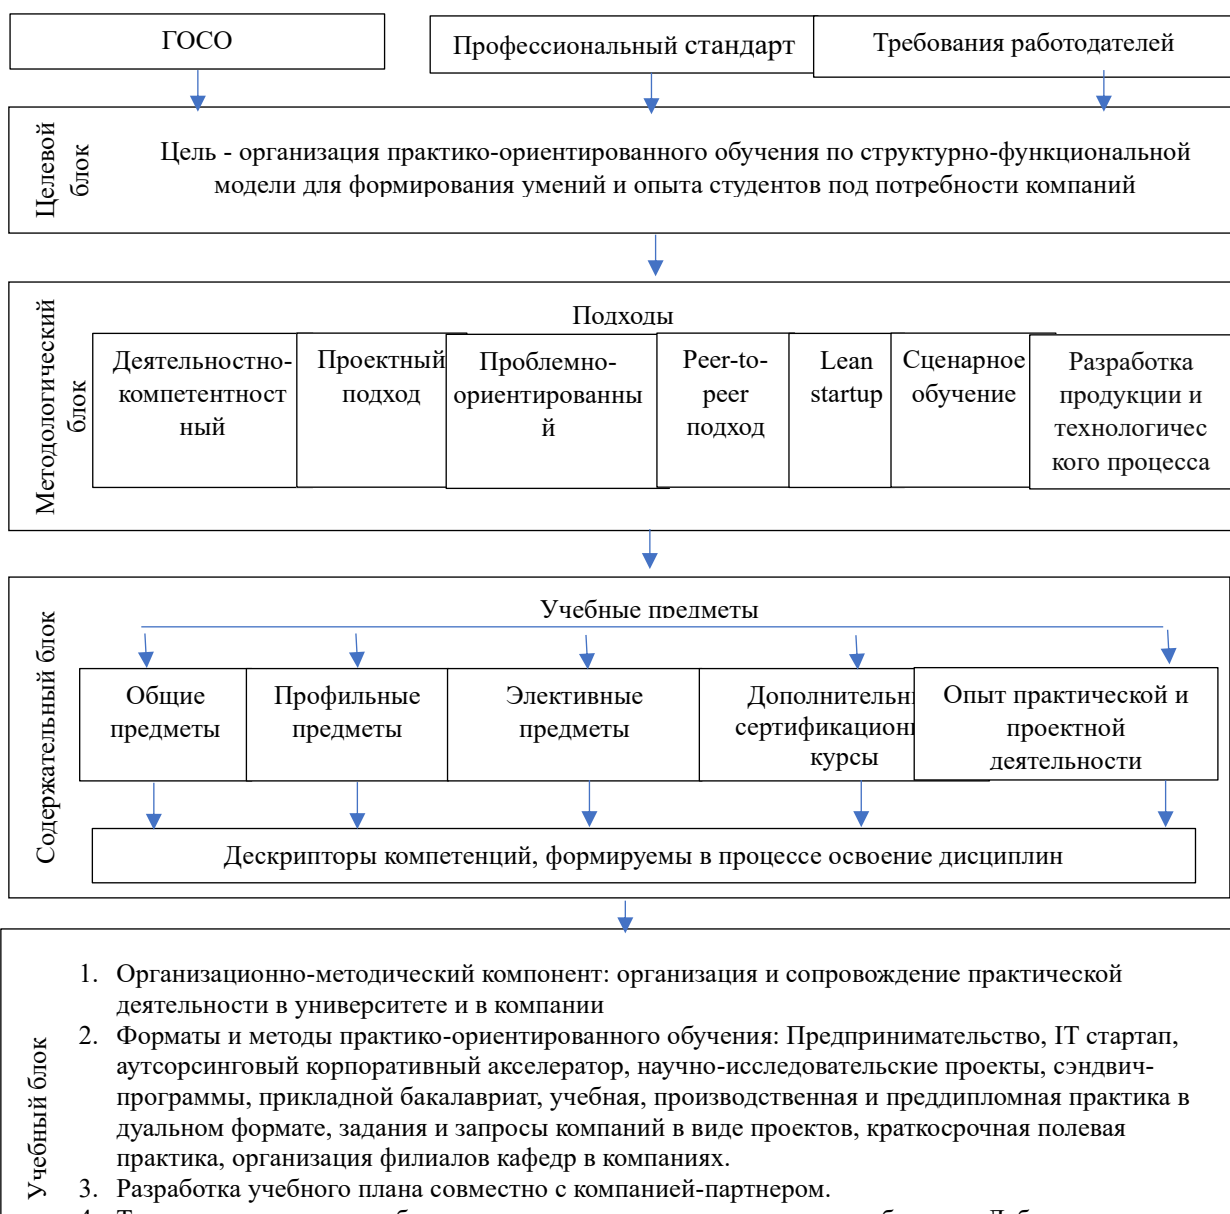 ГОСО
Профессиональный стандарт
Требования работодателей
Целевой
блок
Цель - организация практико-ориентированного обучения по структурно-функциональной
модели для формирования умений и опыта студентов под потребности компаний
Методологический
блок
Подходы
Деятельностно-
компетентност
ный
Проектный
подход
Проблемно-
ориентированны
й
Peer-to-
peer
подход
Lean
startup
Сценарное
обучение
Разработка
продукции и
технологичес
кого процесса
Содержательный блок
Учебные предметы
Общие
предметы
Профильные
предметы
Элективные
предметы
Дополнительн
сертификацион
курсы
Опыт практической и
проектной
деятельности
Дескрипторы компетенций, формируемы в процессе освоение дисциплин
Учебный блок
1. Организационно-методический компонент: организация и сопровождение практической
деятельности в университете и в компании
2. Форматы и методы практико-ориентированного обучения: Предпринимательство, IT стартап,
аутсорсинговый корпоративный акселератор, научно-исследовательские проекты, сэндвич-
программы, прикладной бакалавриат, учебная, производственная и преддипломная практика в
дуальном формате, задания и запросы компаний в виде проектов, краткосрочная полевая
практика, организация филиалов кафедр в компаниях.
3. Разработка учебного плана совместно с компанией-партнером.